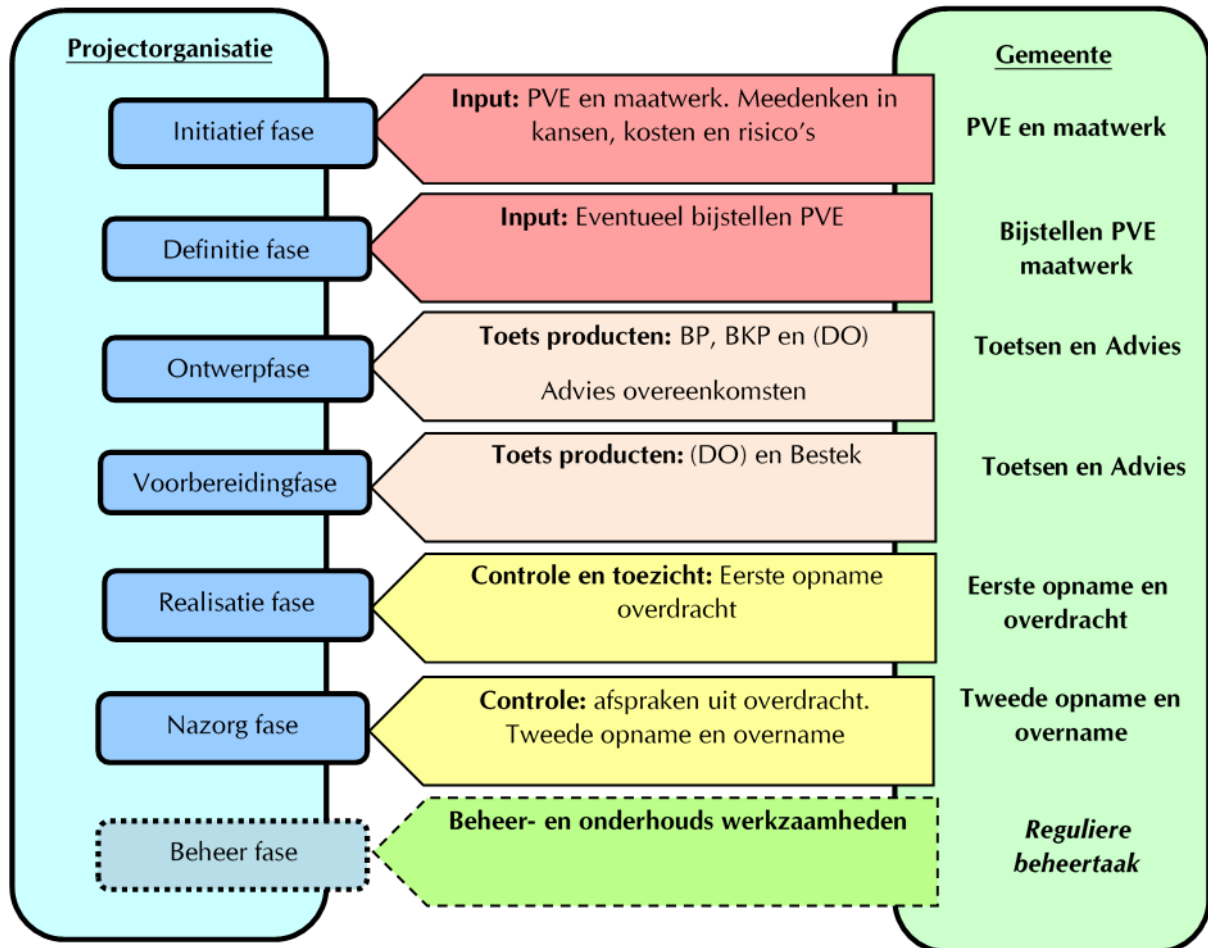 Projectorganisatie
Gemeente
Initiatief fase
Input: PVE en maatwerk. Meedenken in
kansen, kosten en risico's
PVE en maatwerk
Definitie fase
Input: Eventueel bijstellen PVE
Bijstellen PVE
maatwerk
Ontwerpfase
Toets producten: BP, BKP en (DO)
Advies overeenkomsten
Toetsen en Advies
Voorbereidingfase
Toets producten: (DO) en Bestek
Toetsen en Advies
Realisatie fase
Controle en toezicht: Eerste opname
overdracht
Eerste opname en
overdracht
Nazorg fase
Controle: afspraken uit overdracht.
Tweede opname en overname
Tweede opname en
overname
Beheer fase
Beheer- en onderhouds werkzaamheden
Reguliere
beheertaak